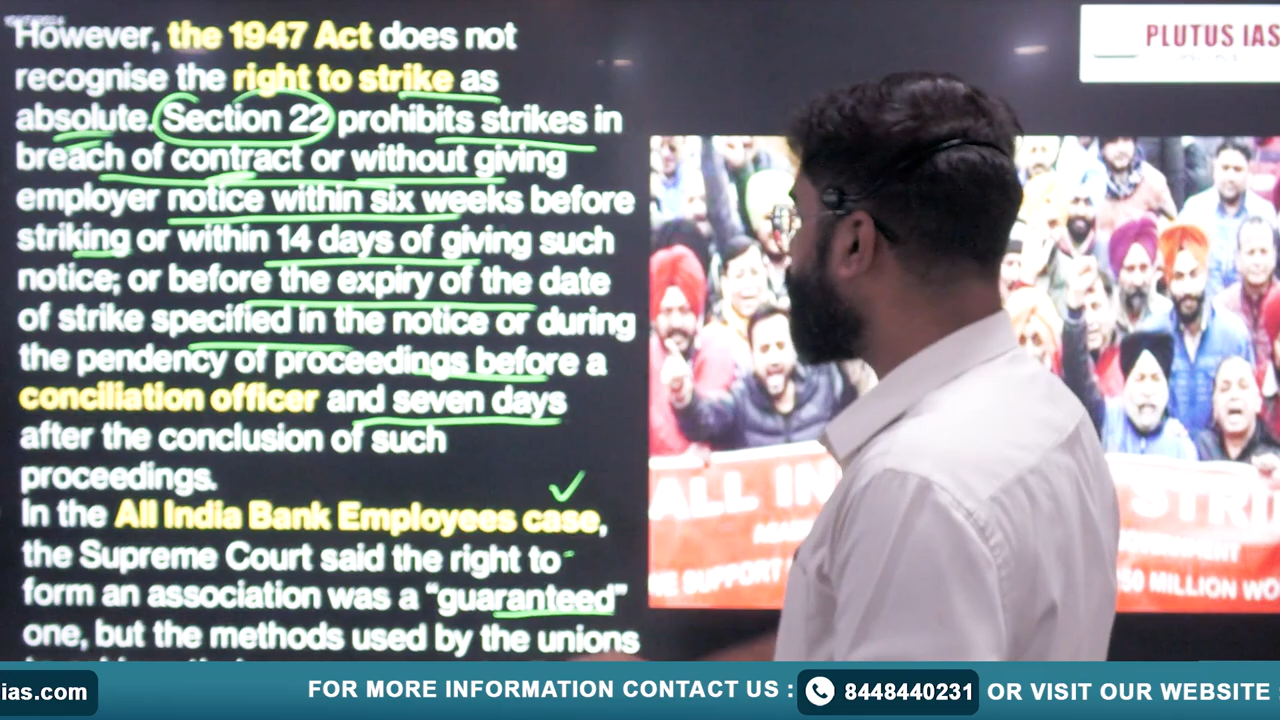 However, the 1947 Act does not
recognise the right to strike as
absolute. Section 22 prohibits strikes in
breach of contract or without giving
employer notice within six weeks before
striking or within 14 days of giving such
notice; or before the expiry of the date
of strike specified in the notice or during
the pendency of proceedings before a
conciliation officer and seven days
after the conclusion of such
proceedings.
In the All India Bank Employees case,
the Supreme Court said the right to
form an association was a “guaranteed”
one, but the methods used by the unions
PLUTUS IAS
ALL IN
STRI
SUPPORT
250 MILLION WO
ias.com
FOR MORE INFORMATION CONTACT US : 8448440231 OR VISIT OUR WEBSITE :